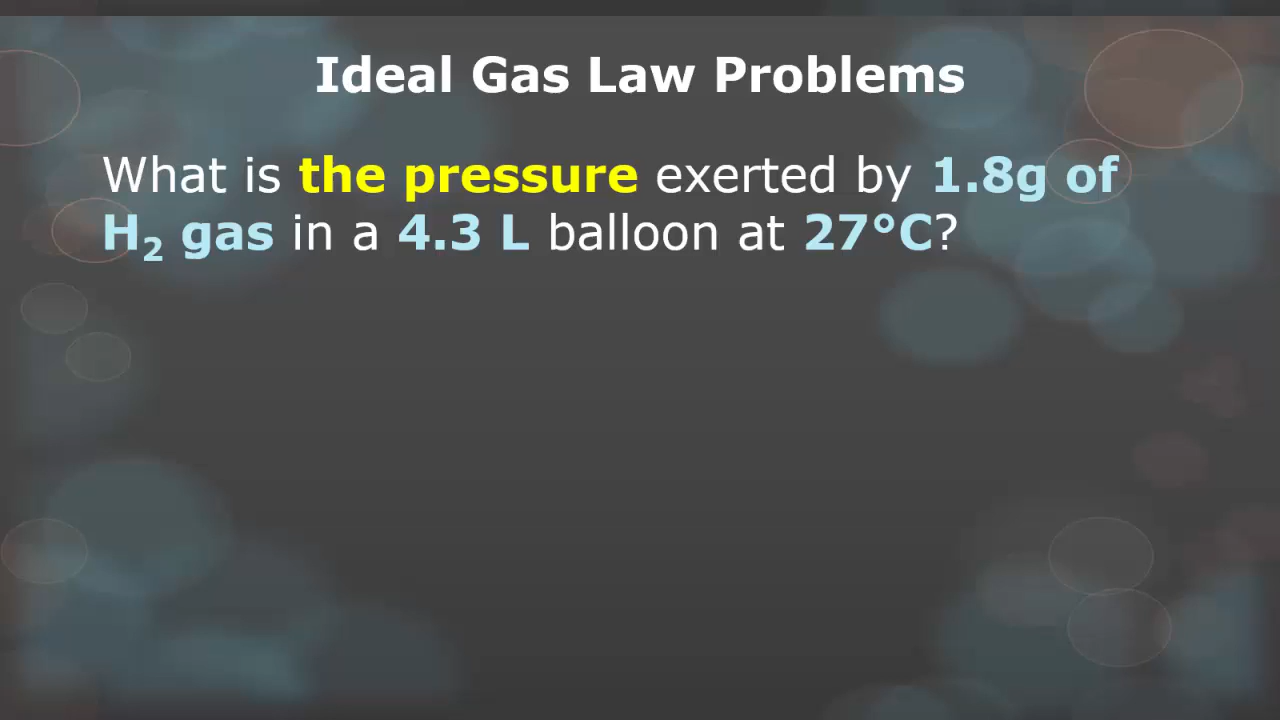 Ideal Gas Law Problems
What is the pressure exerted by 1.8g of
H₂ gas in a 4.3 L balloon at 27°C?